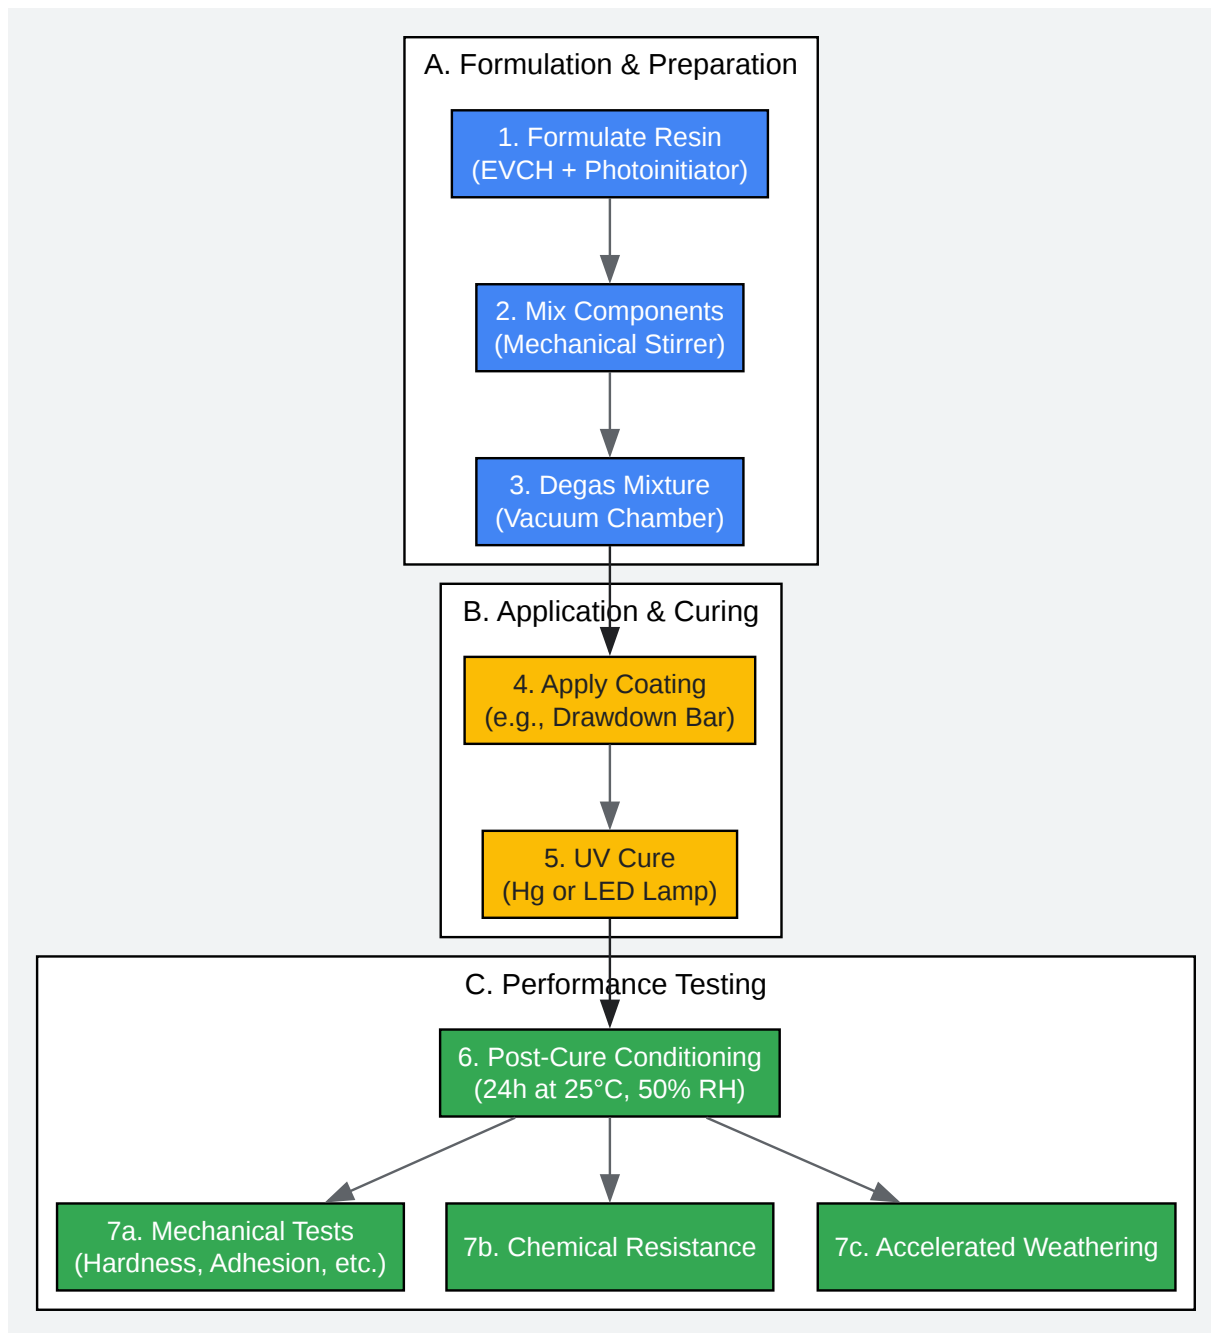 A. Formulation & Preparation
1. Formulate Resin
(EVCH + Photoinitiator)
2. Mix Components
(Mechanical Stirrer)
3. Degas Mixture
(Vacuum Chamber)
B. Application & Curing
4. Apply Coating
(e.g., Drawdown Bar)
5. UV Cure
(Hg or LED Lamp)
C. Performance Testing
6. Post-Cure Conditioning
(24h at 25°C, 50% RH)
7a. Mechanical Tests
(Hardness, Adhesion, etc.)
7b. Chemical Resistance
7c. Accelerated Weathering